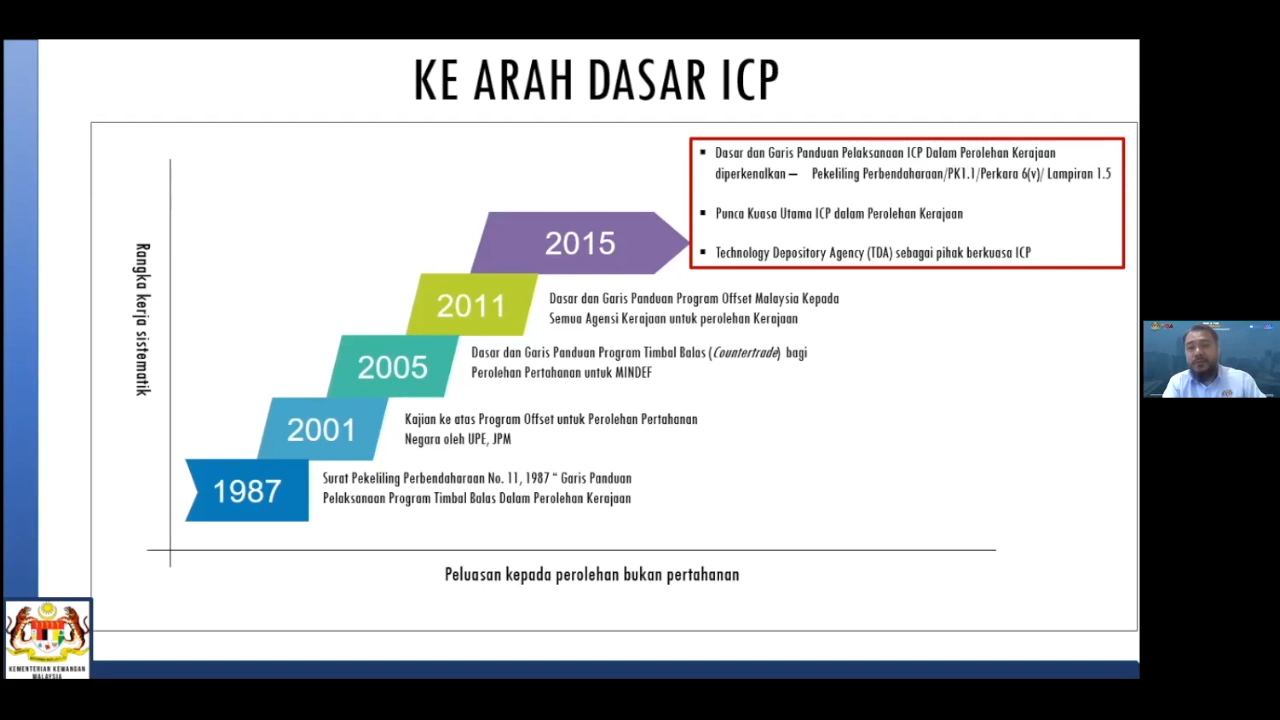 KE ARAH DASAR ICP
▪ Dasar dan Garis Panduan Pelaksanaan ICP Dalam Perolehan Kerajaan
diperkenalkan – Pekeliling Perbendaharaan/PK1.1/Perkara 6(v)/ Lampiran 1.5
▪ Punca Kuasa Utama ICP dalam Perolehan Kerajaan
▪ Technology Depository Agency (TDA) sebagai pihak berkuasa ICP
2015
2011
Dasar dan Garis Panduan Program Offset Malaysia Kepada
Semua Agensi Kerajaan untuk perolehan Kerajaan
2005
Dasar dan Garis Panduan Program Timbal Balas (Countertrade) bagi
Perolehan Pertahanan untuk MINDEF
2001
Kajian ke atas Program Offset untuk Perolehan Pertahanan
Negara oleh UPE, JPM
1987
Surat Pekeliling Perbendaharaan No. 11, 1987 “ Garis Panduan
Pelaksanaan Program Timbal Balas Dalam Perolehan Kerajaan
Rangka kerja sistematik
Peluasan kepada perolehan bukan pertahanan
KEMENTERIAN KEWANGAN
MALAYSIA